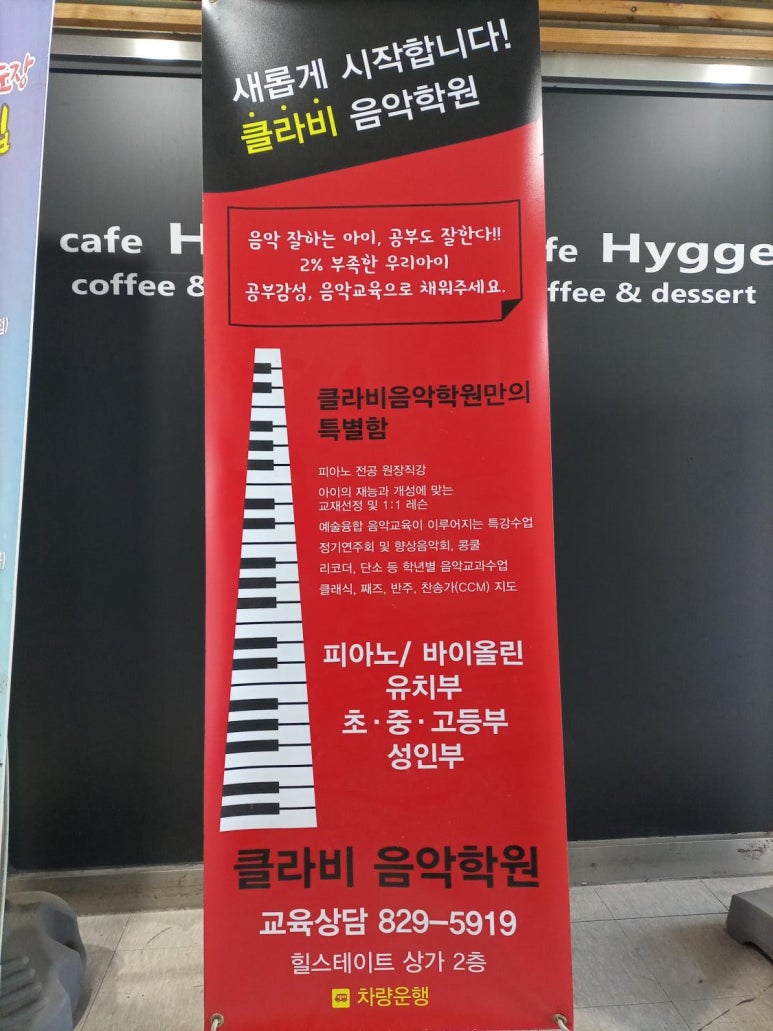 새롭게 시작합니다!
클라비 음악학원
음악 잘하는 아이, 공부도 잘한다!!
2% 부족한 우리아이
공부감성, 음악교육으로 채워주세요.
클라비음악학원만의
특별함
피아노 전공 원장직강
아이의 재능과 개성에 맞는
교재선정 및 1:1 레슨
예술융합 음악교육이 이루어지는 특강수업
정기연주회 및 향상음악회, 콩쿨
리코더, 단소 등 학년별 음악교과수업
클래식, 째즈, 반주, 찬송가(CCM) 지도
피아노/ 바이올린
유치부
초·중·고등부
성인부
클라비 음악학원
교육상담 829-5919
힐스테이트 상가 2층
차량운행
cafe H
coffee &
fe Hygge
ffee & dessert